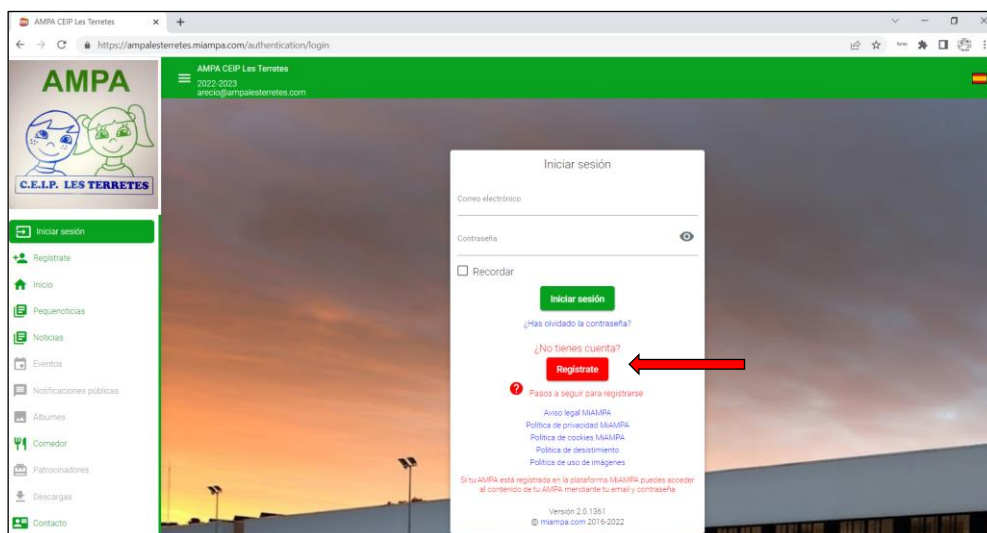 AMPA CEIP Les Terretes
https://ampalesterretes.miampa.com/authentication/login
AMPA
C.E.I.P. LES TERRETES
AMPA CEIP Les Terretes
2022-2023
arecio@ampalesterretes.com
Iniciar sesión
Regístrate
Inicio
Pequenoticias
Noticias
Eventos
Notificaciones públicas
Álbumes
Comedor
Patrocinadores
Descargas
Contacto
Iniciar sesión
Correo electrónico
Contraseña
Recordar
Iniciar sesión
¿Has olvidado la contraseña?
¿No tienes cuenta?
Regístrate
Pasos a seguir para registrarse
Aviso legal MiAMPA
Política de privacidad MiAMPA
Política de cookies MiAMPA
Política de desistimiento
Política de uso de imágenes
Si tu AMPA está registrada en la plataforma MiAMPA puedes acceder
al contenido de tu AMPA mendiante tu email y contraseña
Versión 2.0.1361
© miampa.com 2016-2022